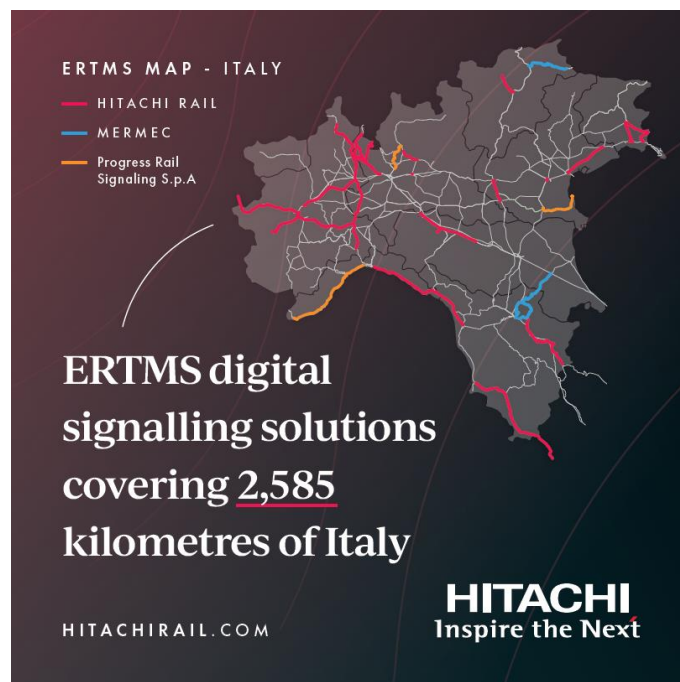 ERTMS MAP - ITALY
HITACHI RAIL
MERMEC
Progress Rail
Signaling S.p.A
ERTMS digital
signalling solutions
covering 2,585
kilometres of Italy
HITACHIRAIL.COM
HITACHI
Inspire the Next